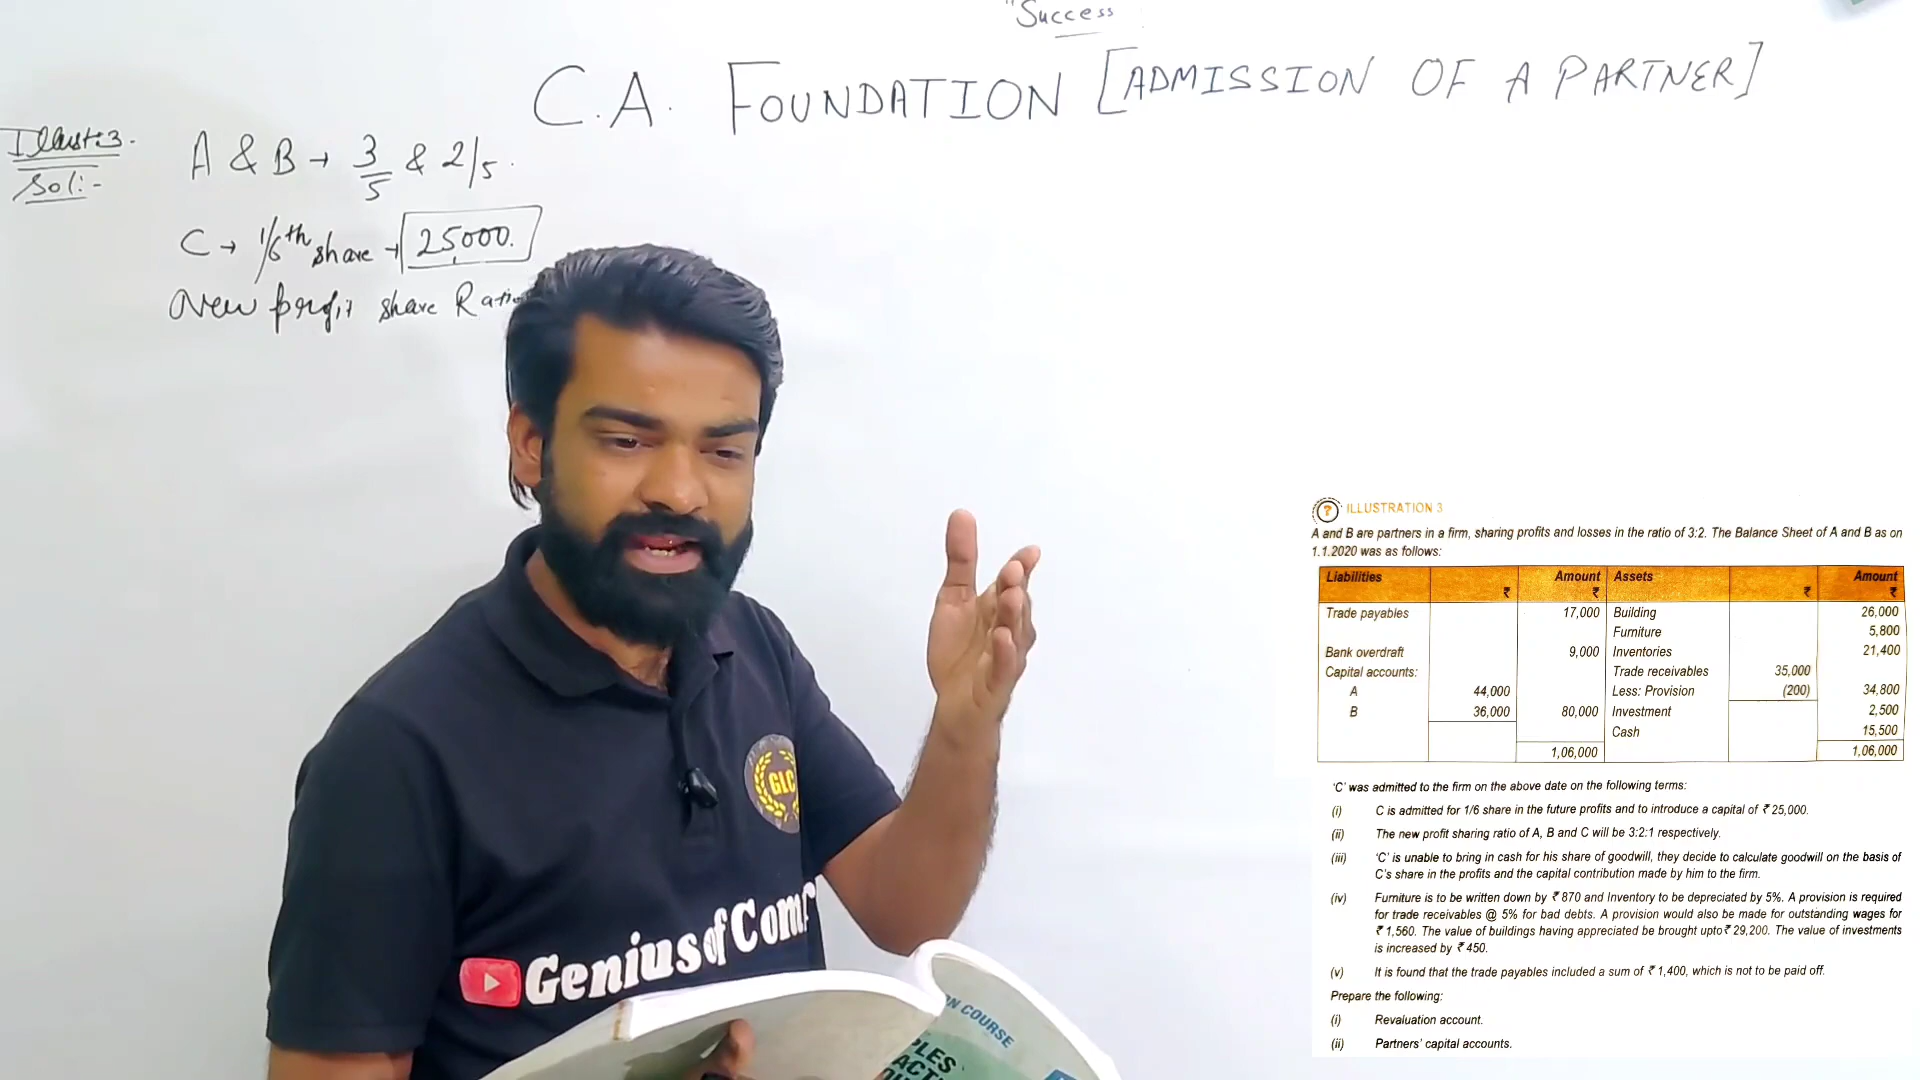 "Success
C.A. FOUNDATION [ADMISSION OF A PARTNER]
Illust:3.
Sol:-
A & B → 3/5 & 2/5.
C → 1/6th share → 25000.
New profit share Ratio
? ILLUSTRATION 3
A and B are partners in a firm, sharing profits and losses in the ratio of 3:2. The Balance Sheet of A and B as on
1.1.2020 was as follows:
Liabilities ₹ Amount ₹ Assets ₹ Amount ₹
Trade payables 17,000 Building 26,000
Furniture 5,800
Bank overdraft 9,000 Inventories 21,400
Capital accounts: Trade receivables 35,000
A 44,000 Less: Provision (200) 34,800
B 36,000 80,000 Investment 2,500
Cash 15,500
1,06,000 1,06,000
'C' was admitted to the firm on the above date on the following terms:
(i) C is admitted for 1/6 share in the future profits and to introduce a capital of ₹ 25,000.
(ii) The new profit sharing ratio of A, B and C will be 3:2:1 respectively.
(iii) 'C' is unable to bring in cash for his share of goodwill, they decide to calculate goodwill on the basis of
C's share in the profits and the capital contribution made by him to the firm.
(iv) Furniture is to be written down by ₹ 870 and Inventory to be depreciated by 5%. A provision is required
for trade receivables @ 5% for bad debts. A provision would also be made for outstanding wages for
₹ 1,560. The value of buildings having appreciated be brought upto ₹ 29,200. The value of investments
is increased by ₹ 450.
(v) It is found that the trade payables included a sum of ₹ 1,400, which is not to be paid off.
Prepare the following:
(i) Revaluation account.
(ii) Partners' capital accounts.
GLC
Genius of Com
N COURSE
PLES
ACT